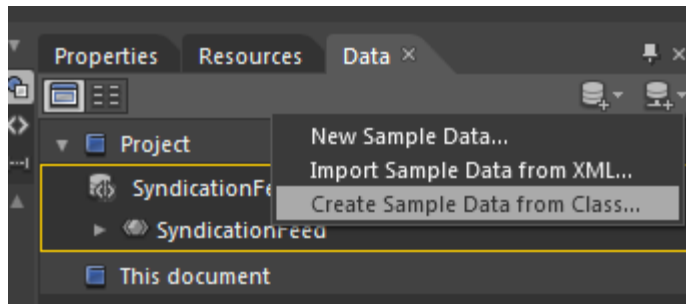 Properties Resources Data
Project
New Sample Data...
Import Sample Data from XML...
Create Sample Data from Class...
SyndicationFe
SyndicationFeed
This document